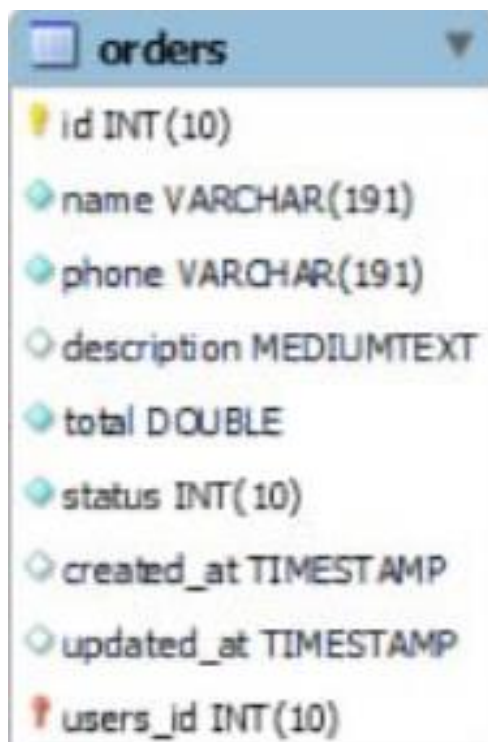 orders
id INT(10)
name VARCHAR(191)
phone VARCHAR(191)
description MEDIUMTEXT
total DOUBLE
status INT(10)
created_at TIMESTAMP
updated_at TIMESTAMP
users_id INT(10)